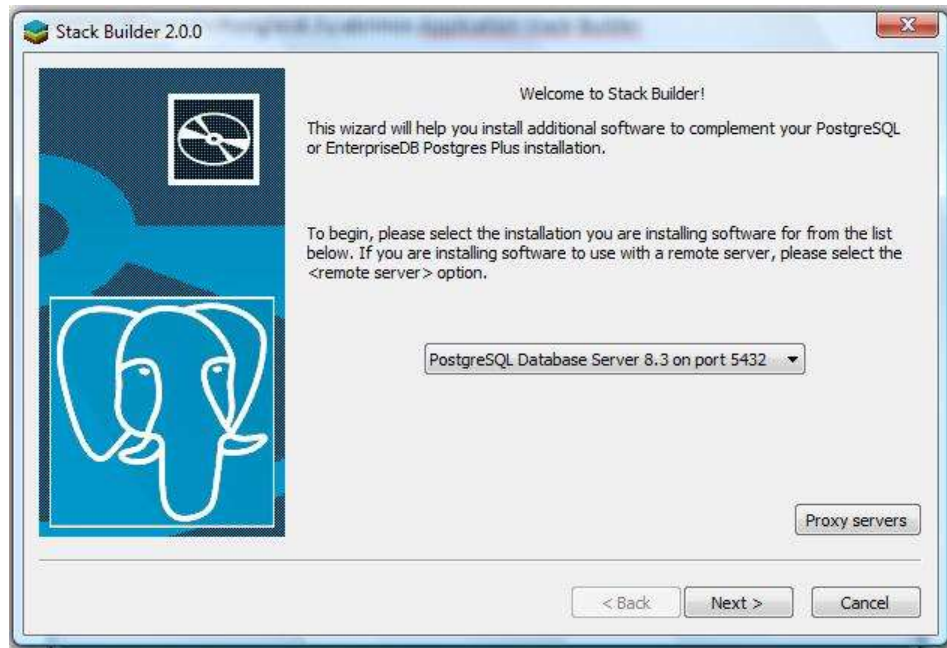 Stack Builder 2.0.0
Welcome to Stack Builder!
This wizard will help you install additional software to complement your PostgreSQL
or EnterpriseDB Postgres Plus installation.
To begin, please select the installation you are installing software for from the list
below. If you are installing software to use with a remote server, please select the
<remote server> option.
PostgreSQL Database Server 8.3 on port 5432
Proxy servers
< Back Next > Cancel